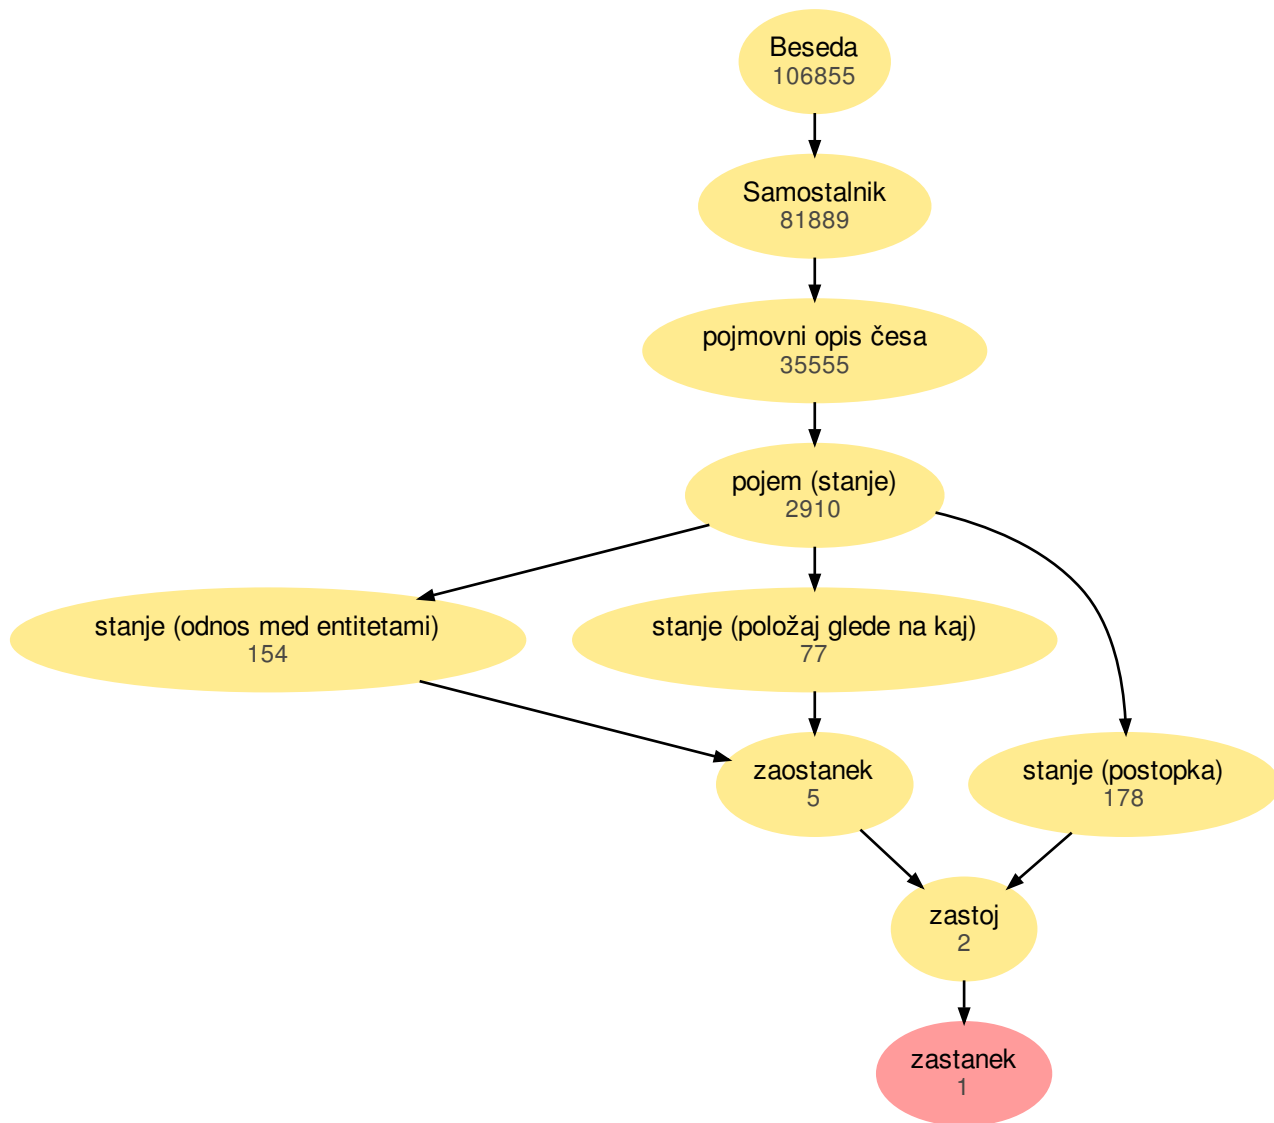 Beseda
106855
Samostalnik
81889
pojmovni opis česa
35555
pojem (stanje)
2910
stanje (odnos med entitetami)
154
stanje (položaj glede na kaj)
77
zaostanek
5
stanje (postopka)
178
zastoj
2
zastanek
1